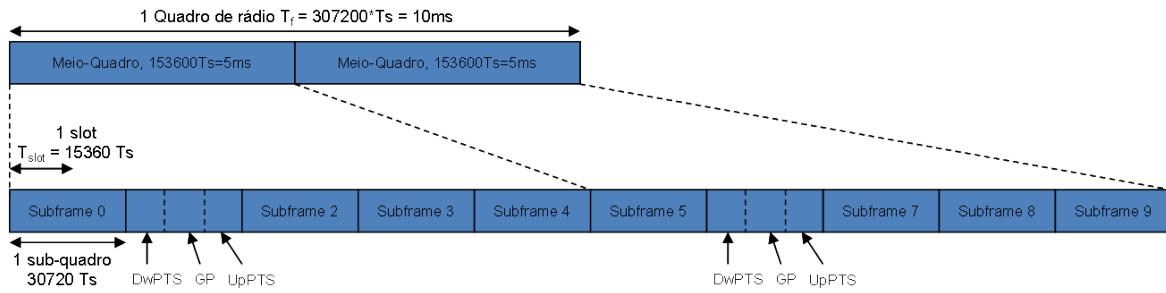 1 Quadro de rádio Tf = 307200*Ts = 10ms
Meio-Quadro, 153600Ts=5ms
Meio-Quadro, 153600Ts=5ms
1 slot
Tslot = 15360 Ts
Subframe 0
Subframe 2
Subframe 3
Subframe 4
Subframe 5
Subframe 7
Subframe 8
Subframe 9
1 sub-quadro
30720 Ts
DwPTS
GP
UpPTS
DwPTS
GP
UpPTS